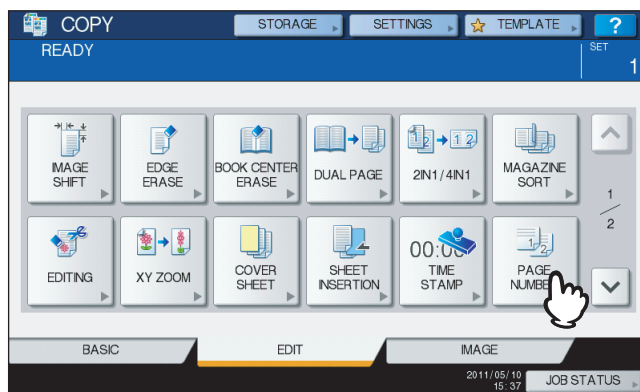 COPY
STORAGE
SETTINGS
TEMPLATE
?
READY
SET
1
IMAGE
SHIFT
EDGE
ERASE
BOOK CENTER
ERASE
DUAL PAGE
2IN1 / 4IN1
MAGAZINE
SORT
1
2
EDITING
XY ZOOM
COVER
SHEET
SHEET
INSERTION
00:00
TIME
STAMP
PAGE
BASIC
EDIT
IMAGE
2011/05/10
15:37
JOB STATUS